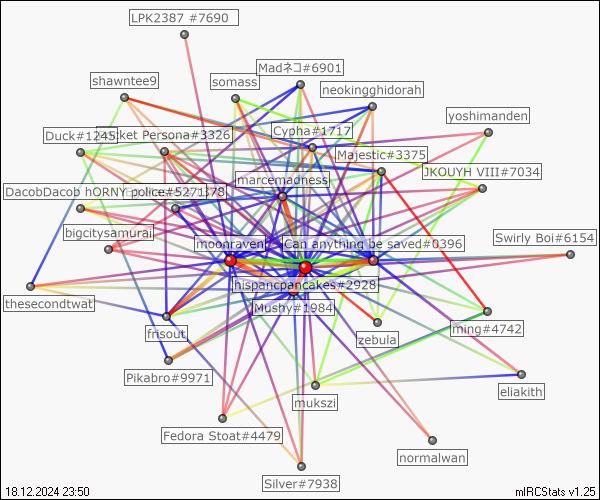 LPK2387 #7690
Madネコ#6901
shawntee9
somass
neokingghidorah
yoshimanden
Duck#1245
ket Persona#3326
Cypha#1717
Majestic#3375
JKOUYH VIII#7034
marcemadness
DacobDacob hORNY police#5271
78
bigcitysamurai
moonraven
Can anything be saved#0396
Swirly Boi#6154
hispancpancakes#2928
thesecondtwat
Mushy#1984
frisout
zebula
ming#4742
Pikabro#9971
eliakith
mukszi
Fedora Stoat#4479
normalwan
Silver#7938
18.12.2024 23:50
mIRCStats v1.25